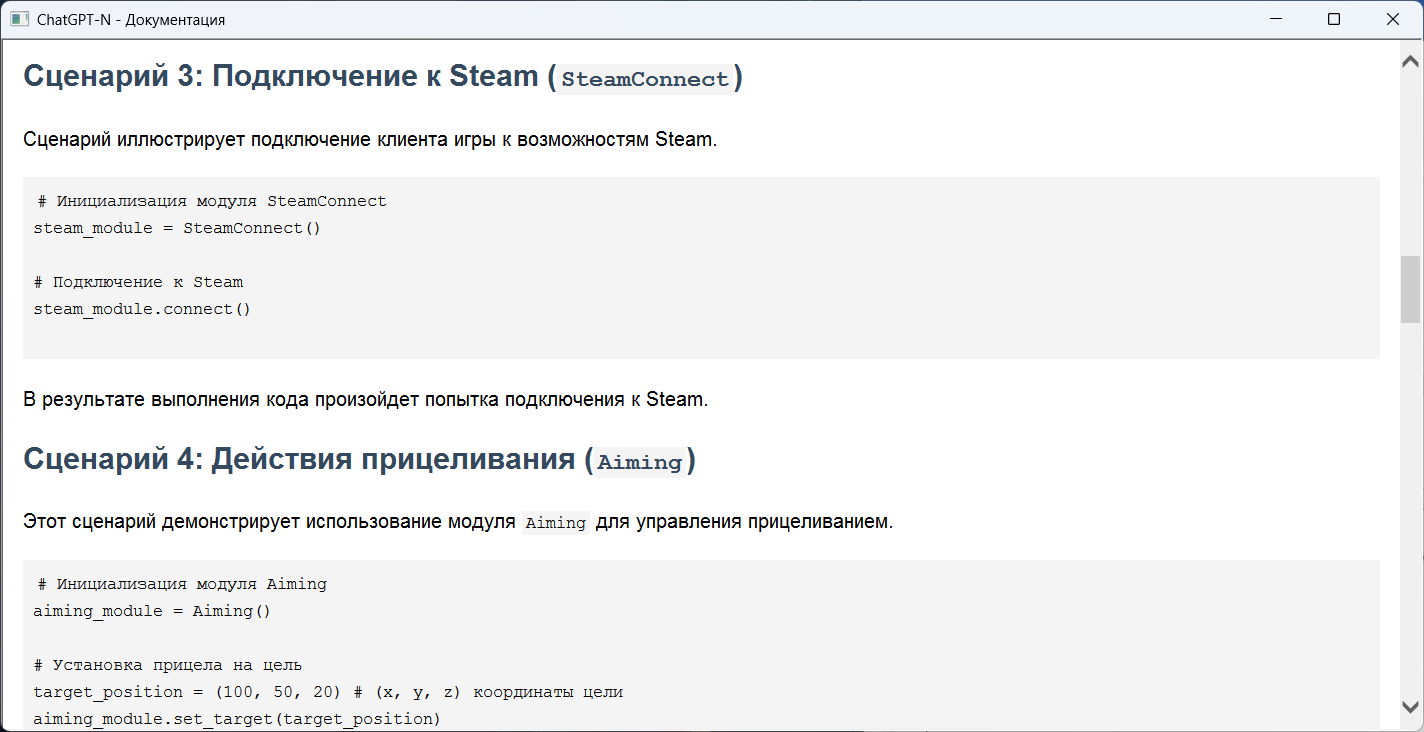 ChatGPT-N - Документация
Сценарий 3: Подключение к Steam (SteamConnect)
Сценарий иллюстрирует подключение клиента игры к возможностям Steam.
# Инициализация модуля SteamConnect
steam_module = SteamConnect()
# Подключение к Steam
steam_module.connect()
В результате выполнения кода произойдет попытка подключения к Steam.
Сценарий 4: Действия прицеливания (Aiming)
Этот сценарий демонстрирует использование модуля Aiming для управления прицеливанием.
# Инициализация модуля Aiming
aiming_module = Aiming()
# Установка прицела на цель
target_position = (100, 50, 20) # (x, y, z) координаты цели
aiming_module.set_target(target_position)